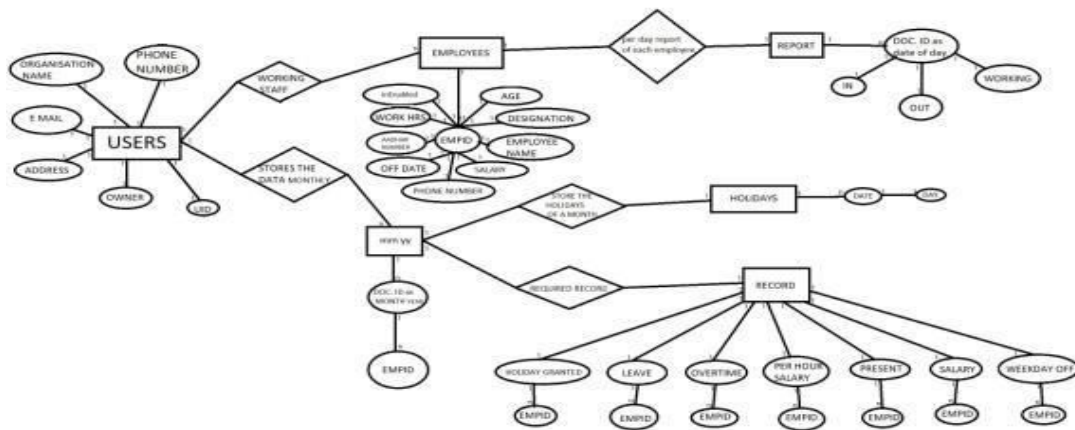 PHONE
NUMBER
ORGANISATION
NAME
E MAIL
USERS
ADDRESS
OWNER
UID
WORKING
STAFF
STORES THE
DATA MONTHLY
EMPLOYEES
per day report
of each employee
REPORT
DOC. ID as
date of day
IN
OUT
WORKING
AGE
WORK HRS
DESIGNATION
NUMBER
EMPID
EMPLOYEE
NAME
OFF DATE
SALARY
PHONE NUMBER
STORE THE
HOLIDAYS
OF A MONTH
HOLIDAYS
DATE
DAY
mm yy
DOC. ID as
MONTH YEAR
EMPID
REQUIRED RECORD
RECORD
HOLIDAY GRANTED
LEAVE
OVERTIME
PER HOUR
SALARY
PRESENT
SALARY
WEEKDAY OFF
EMPID
EMPID
EMPID
EMPID
EMPID
EMPID
EMPID